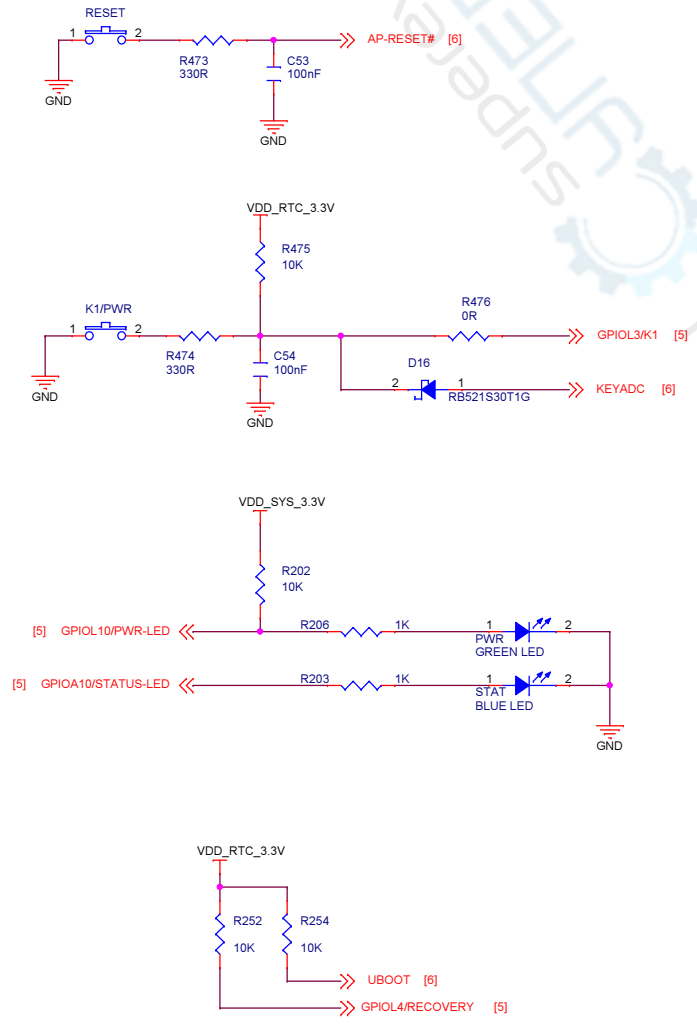 RESET
1 2
R473
330R
C53
100nF
AP-RESET# [6]
GND
GND
VDD_RTC_3.3V
R475
10K
K1/PWR
1 2
R474
330R
C54
100nF
R476
0R
GPIOL3/K1 [5]
D16
2 1
RB521S30T1G
KEYADC [6]
GND
GND
VDD_SYS_3.3V
R202
10K
[5] GPIOL10/PWR-LED
R206 1K
1 2
PWR
GREEN LED
[5] GPIOA10/STATUS-LED
R203 1K
1 2
STAT
BLUE LED
GND
VDD_RTC_3.3V
R252 R254
10K 10K
UBOOT [6]
GPIOL4/RECOVERY [5]